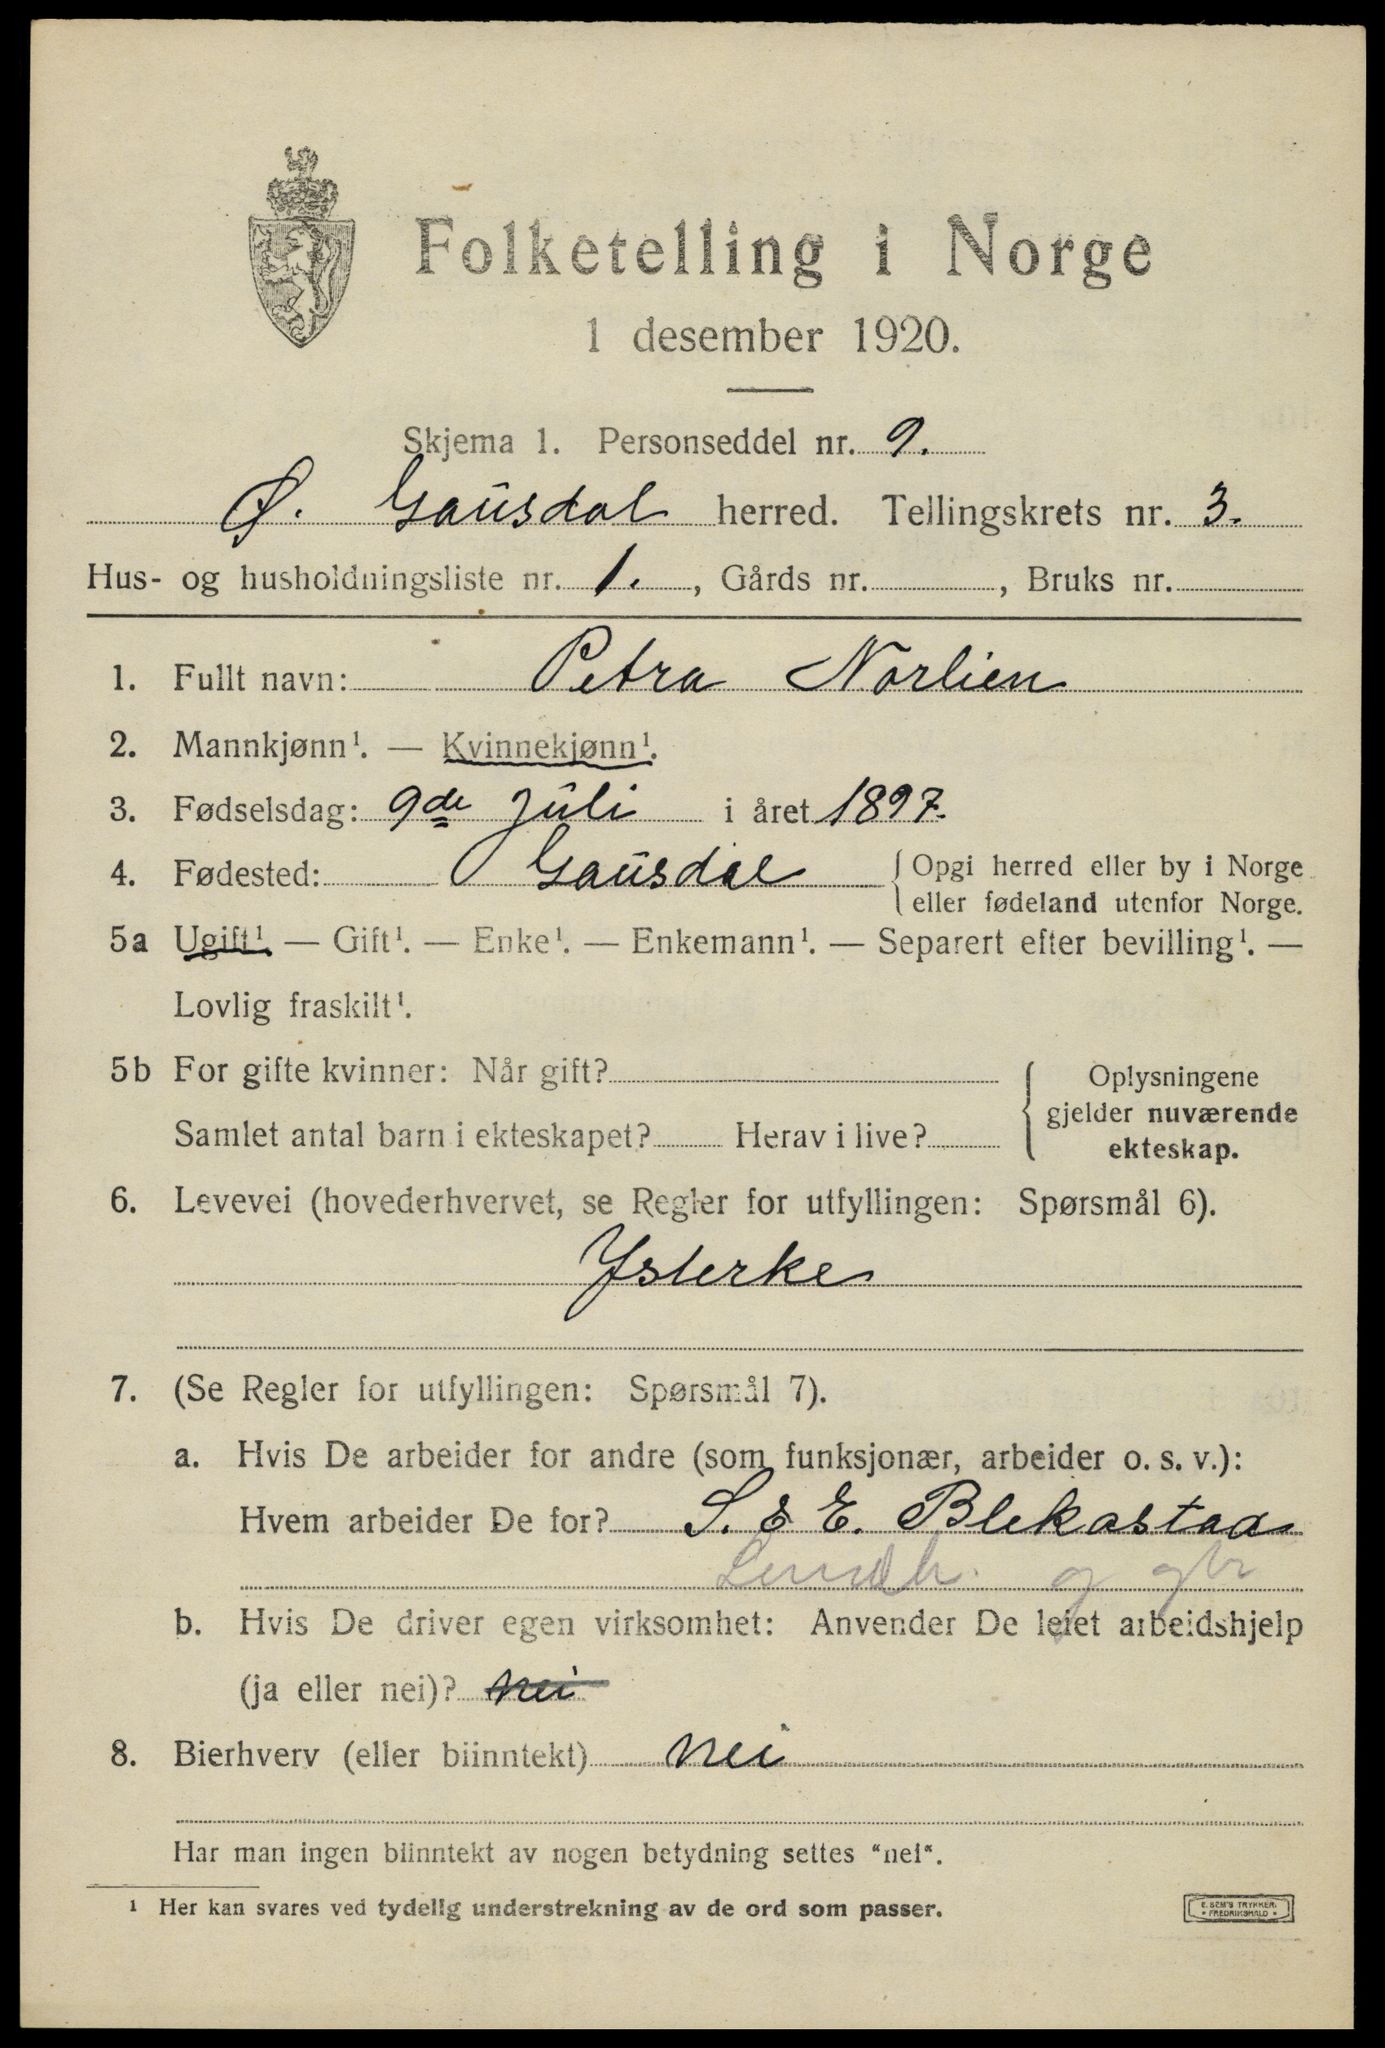 Folketelling i Norge
1 desember 1920.
Skjema 1. Personseddel nr. 9.
Ø. Gausdal herred. Tellingskrets nr. 3.
Hus- og husholdningsliste nr. 1. , Gårds nr. , Bruks nr.
1. Fullt navn: Petra Norlien
2. Mannkjønn¹. — Kvinnekjønn¹.
3. Fødselsdag: 9de Juli i året 1897.
4. Fødested: Gausdal { Opgi herred eller by i Norge
eller fødeland utenfor Norge.
5a Ugift¹. — Gift¹. — Enke¹. — Enkemann¹. — Separert efter bevilling¹. —
Lovlig fraskilt¹.
5b For gifte kvinner: Når gift? { Oplysningene
gjelder nuværende
Samlet antal barn i ekteskapet? Herav i live?
ekteskap.
6. Levevei (hovederhvervet, se Regler for utfyllingen: Spørsmål 6).
Ysterske
7. (Se Regler for utfyllingen: Spørsmål 7).
a. Hvis De arbeider for andre (som funksjonær, arbeider o. s. v.):
Hvem arbeider De for? S. E E. Blekastad
og gbr
b. Hvis De driver egen virksomhet: Anvender De leiet arbeidshjelp
(ja eller nei)? nei
8. Bierhverv (eller biinntekt) nei
Har man ingen biinntekt av nogen betydning settes "nei".
¹ Her kan svares ved tydelig understrekning av de ord som passer.
E. SEM'S TRYKKERI
* FREDRIKSHALD *